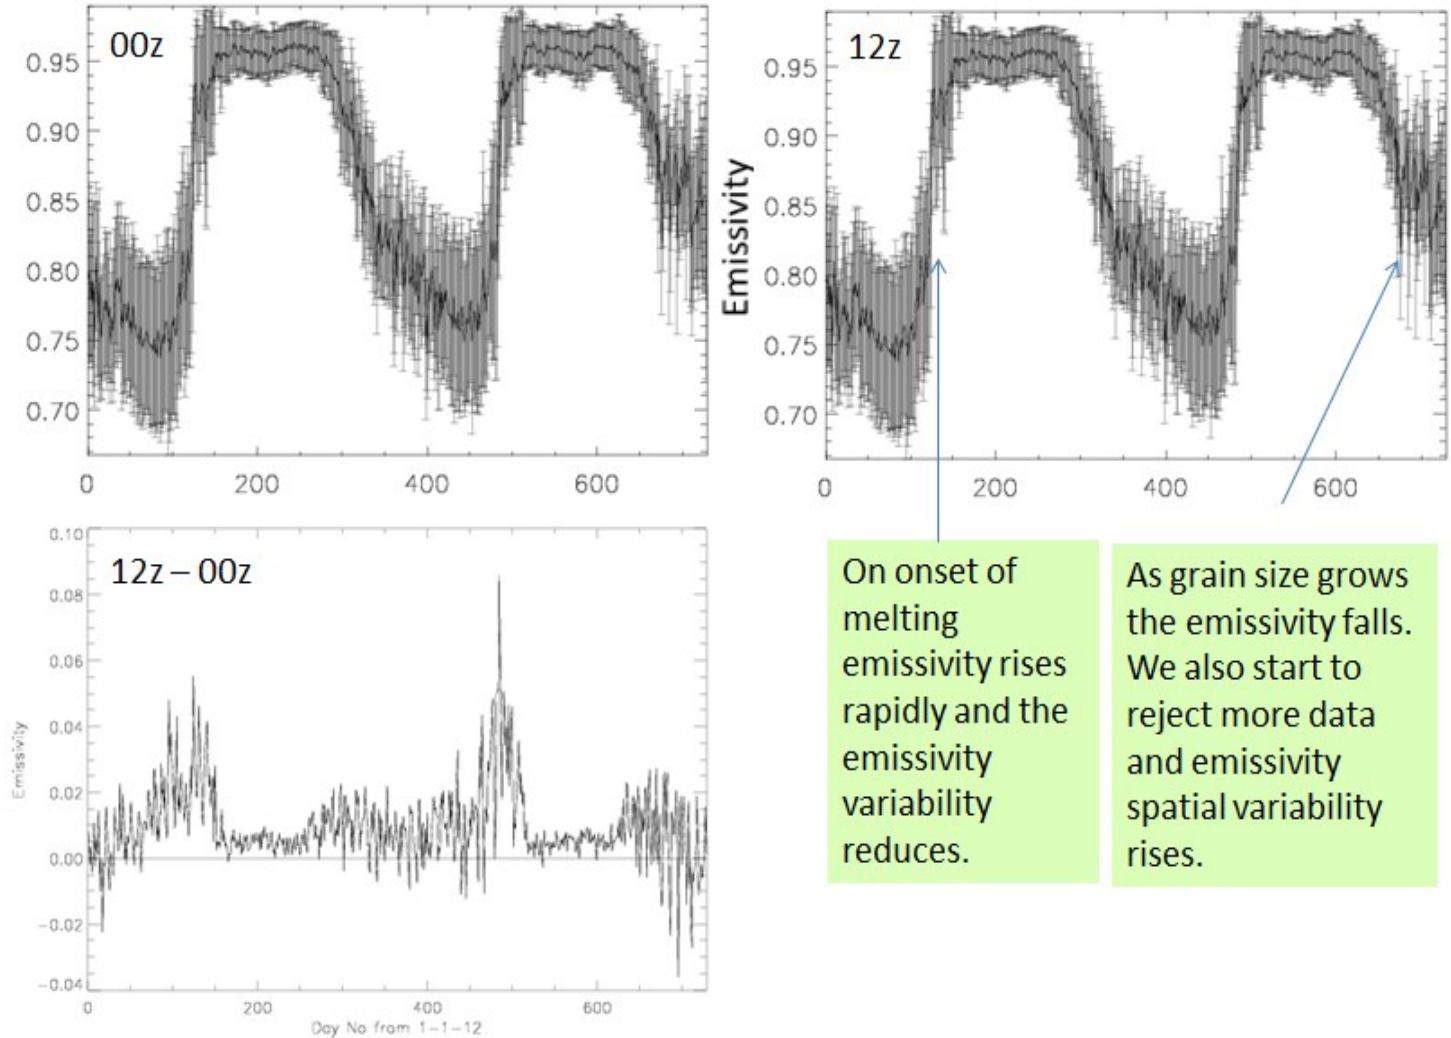 00z
0.95
0.90
0.85
0.80
0.75
0.70
0 200 400 600
12z
Emissivity
0.95
0.90
0.85
0.80
0.75
0.70
0 200 400 600
12z – 00z
Emissivity
0.10
0.08
0.06
0.04
0.02
0.00
-0.02
-0.04
0 200 400 600
Day No from 1-1-12
On onset of
melting
emissivity rises
rapidly and the
emissivity
variability
reduces.
As grain size grows
the emissivity falls.
We also start to
reject more data
and emissivity
spatial variability
rises.